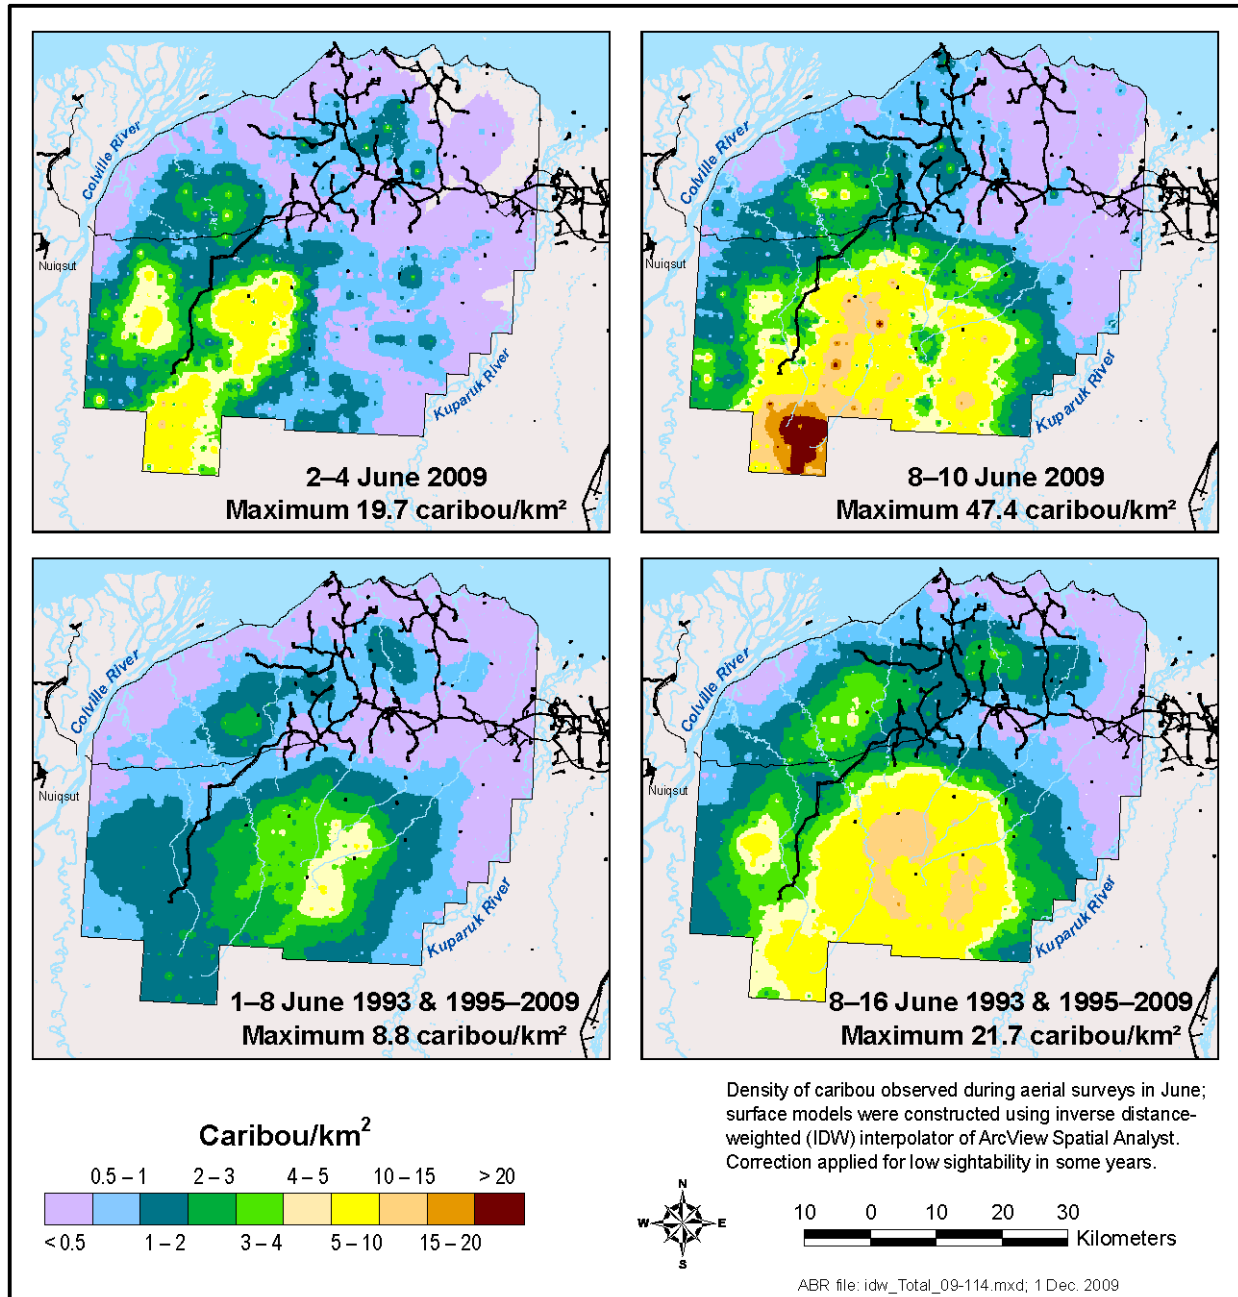 Colville River
Nuiqsut
Kuparuk River
2–4 June 2009
Maximum 19.7 caribou/km²
Colville River
Nuiqsut
Kuparuk River
8–10 June 2009
Maximum 47.4 caribou/km²
Colville River
Nuiqsut
Kuparuk River
1–8 June 1993 & 1995–2009
Maximum 8.8 caribou/km²
Colville River
Nuiqsut
Kuparuk River
8–16 June 1993 & 1995–2009
Maximum 21.7 caribou/km²
Caribou/km²
0.5 – 1 2 – 3 4 – 5 10 – 15 > 20
< 0.5 1 – 2 3 – 4 5 – 10 15 – 20
Density of caribou observed during aerial surveys in June;
surface models were constructed using inverse distance-
weighted (IDW) interpolator of ArcView Spatial Analyst.
Correction applied for low sightability in some years.
N
W E
S
10 0 10 20 30
Kilometers
ABR file: idw_Total_09-114.mxd; 1 Dec. 2009